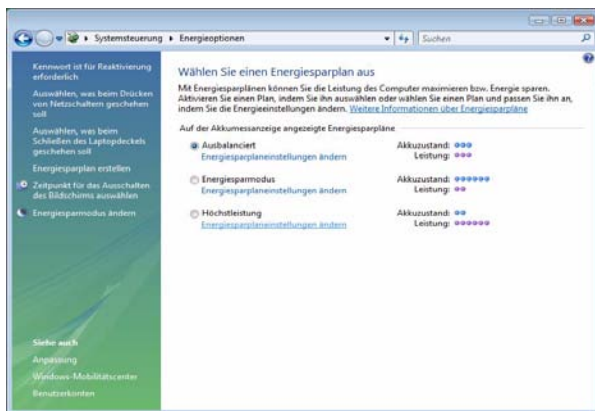 Systemsteuerung ▸ Energieoptionen
Suchen
Kennwort ist für Reaktivierung
erforderlich
Auswählen, was beim Drücken
von Netzschaltern geschehen
soll
Auswählen, was beim
Schließen des Laptopdeckels
geschehen soll
Energiesparplan erstellen
Zeitpunkt für das Ausschalten
des Bildschirms auswählen
Energiesparmodus ändern
Siehe auch
Anpassung
Windows-Mobilitätscenter
Benutzerkonten
Wählen Sie einen Energiesparplan aus
Mit Energiesparplänen können Sie die Leistung des Computer maximieren bzw. Energie sparen.
Aktivieren Sie einen Plan, indem Sie ihn auswählen oder wählen Sie einen Plan und passen Sie ihn an,
indem Sie die Energieeinstellungen ändern. Weitere Informationen über Energiesparpläne
Auf der Akkumessanzeige angezeigte Energiesparpläne
Ausbalanciert Akkuzustand:
Energiesparplaneinstellungen ändern Leistung:
Energiesparmodus Akkuzustand:
Energiesparplaneinstellungen ändern Leistung:
Höchstleistung Akkuzustand:
Energiesparplaneinstellungen ändern Leistung: